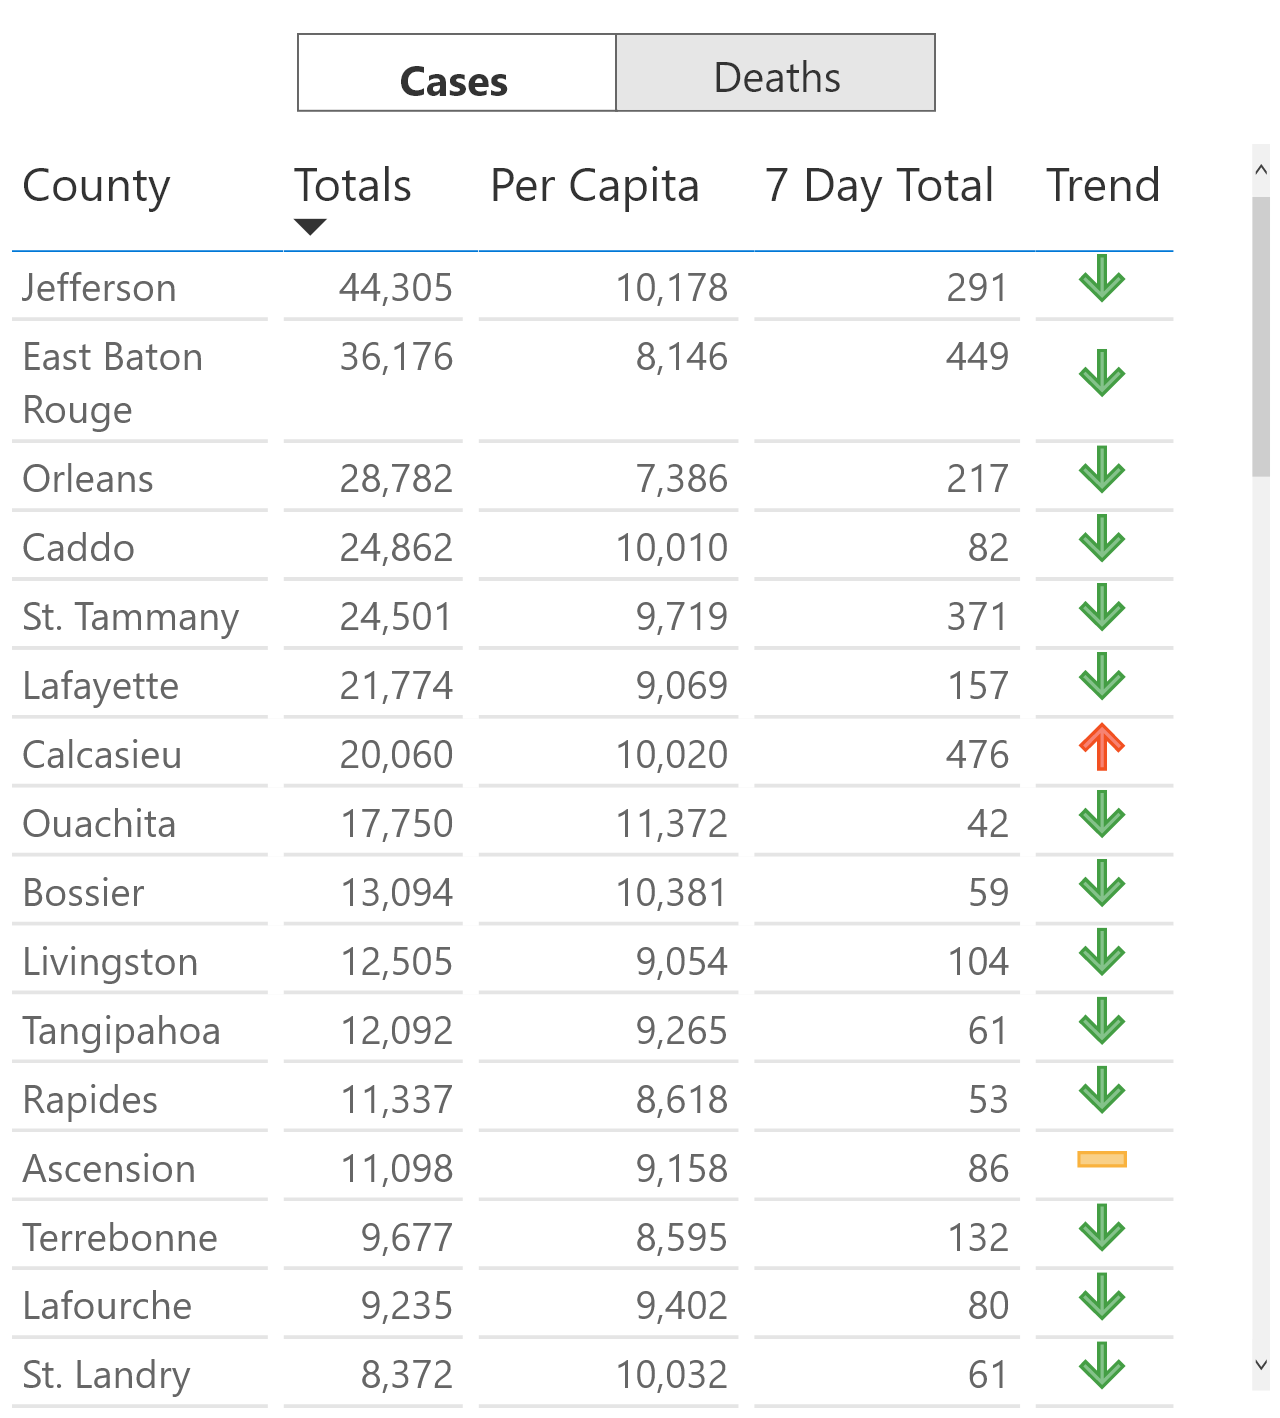 Cases Deaths
County Totals Per Capita 7 Day Total Trend
Jefferson 44,305 10,178 291
East Baton 36,176 8,146 449
Rouge
Orleans 28,782 7,386 217
Caddo 24,862 10,010 82
St. Tammany 24,501 9,719 371
Lafayette 21,774 9,069 157
Calcasieu 20,060 10,020 476
Ouachita 17,750 11,372 42
Bossier 13,094 10,381 59
Livingston 12,505 9,054 104
Tangipahoa 12,092 9,265 61
Rapides 11,337 8,618 53
Ascension 11,098 9,158 86
Terrebonne 9,677 8,595 132
Lafourche 9,235 9,402 80
St. Landry 8,372 10,032 61